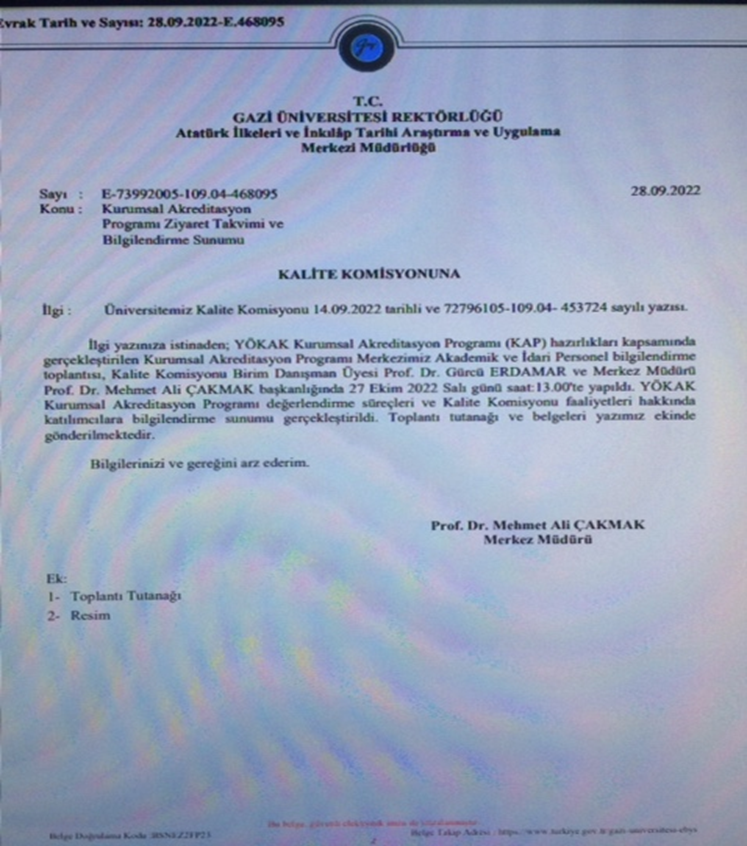 Evrak Tarih ve Sayısı: 28.09.2022-E.468095
T.C.
GAZİ ÜNİVERSİTESİ REKTÖRLÜĞÜ
Atatürk İlkeleri ve İnkılâp Tarihi Araştırma ve Uygulama
Merkezi Müdürlüğü
Sayı : E-73992005-109.04-468095 28.09.2022
Konu : Kurumsal Akreditasyon
Programı Ziyaret Takvimi ve
Bilgilendirme Sunumu
KALİTE KOMİSYONUNA
İlgi : Üniversitemiz Kalite Komisyonu 14.09.2022 tarihli ve 72796105-109.04- 453724 sayılı yazısı.
İlgi yazınıza istinaden; YÖKAK Kurumsal Akreditasyon Programı (KAP) hazırlıkları kapsamında
gerçekleştirilen Kurumsal Akreditasyon Programı Merkezimiz Akademik ve İdari Personel bilgilendirme
toplantısı, Kalite Komisyonu Birim Danışman Üyesi Prof. Dr. Gürcü ERDAMAR ve Merkez Müdürü
Prof. Dr. Mehmet Ali ÇAKMAK başkanlığında 27 Ekim 2022 Salı günü saat:13.00'te yapıldı. YÖKAK
Kurumsal Akreditasyon Programı değerlendirme süreçleri ve Kalite Komisyonu faaliyetleri hakkında
katılımcılara bilgilendirme sunumu gerçekleştirildi. Toplantı tutanağı ve belgeleri yazımız ekinde
gönderilmektedir.
Bilgilerinizi ve gereğini arz ederim.
Prof. Dr. Mehmet Ali ÇAKMAK
Merkez Müdürü
Ek:
1- Toplantı Tutanağı
2- Resim
Bu belge, güvenli elektronik imza ile imzalanmıştır.
Belge Doğrulama Kodu Belge Takip Adresi : https://www.turkiye.gov.tr/gazi-universitesi-ebys